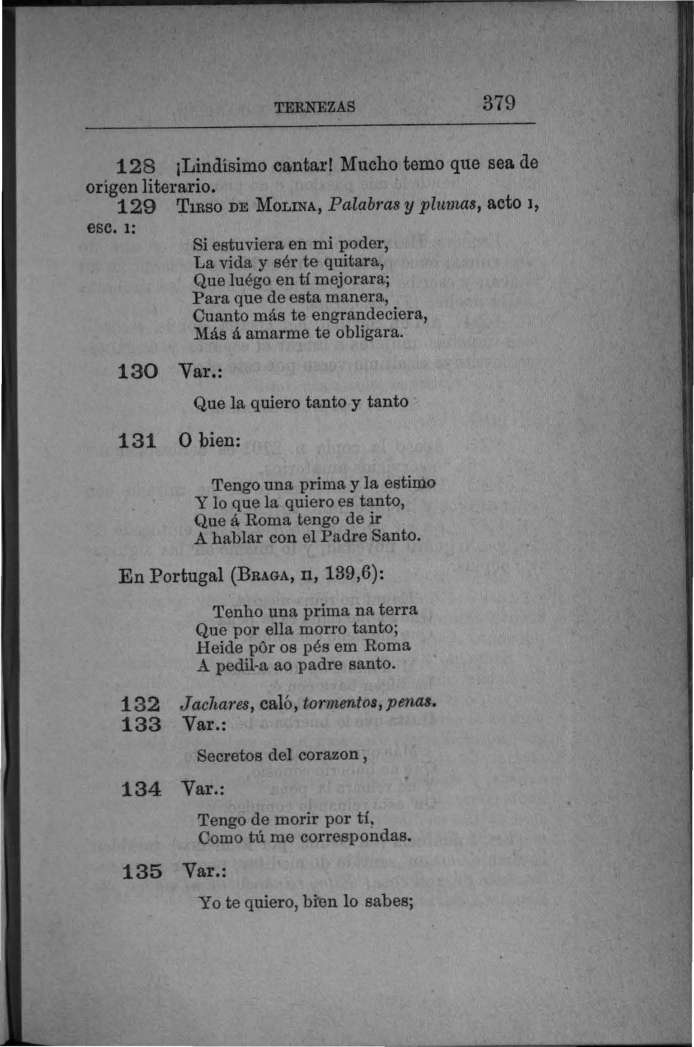 TERNEZAS 379
128 ¡Lindísimo cantar! Mucho temo que sea de
origen literario.
129 TIRSO DE MOLINA, Palabras y plumas, acto I,
esc. I:
Si estuviera en mi poder,
La vida y sér te quitara,
Que luégo en tí mejorara;
Para que de esta manera,
Cuanto más te engrandeciera,
Más á amarme te obligara.
130 Var.:
Que la quiero tanto y tanto
131 O bien:
Tengo una prima y la estimo
Y lo que la quiero es tanto,
Que á Roma tengo de ir
A hablar con el Padre Santo.
En Portugal (BRAGA, II, 139,6):
Tenho una prima na terra
Que por ella morro tanto;
Heide pôr os pés em Roma
A pedil-a ao padre santo.
132 Jachares, caló, tormentos, penas.
133 Var.:
Secretos del corazon,
134 Var.:
Tengo de morir por tí,
Como tú me correspondas.
135 Var.:
Yo te quiero, bien lo sabes;